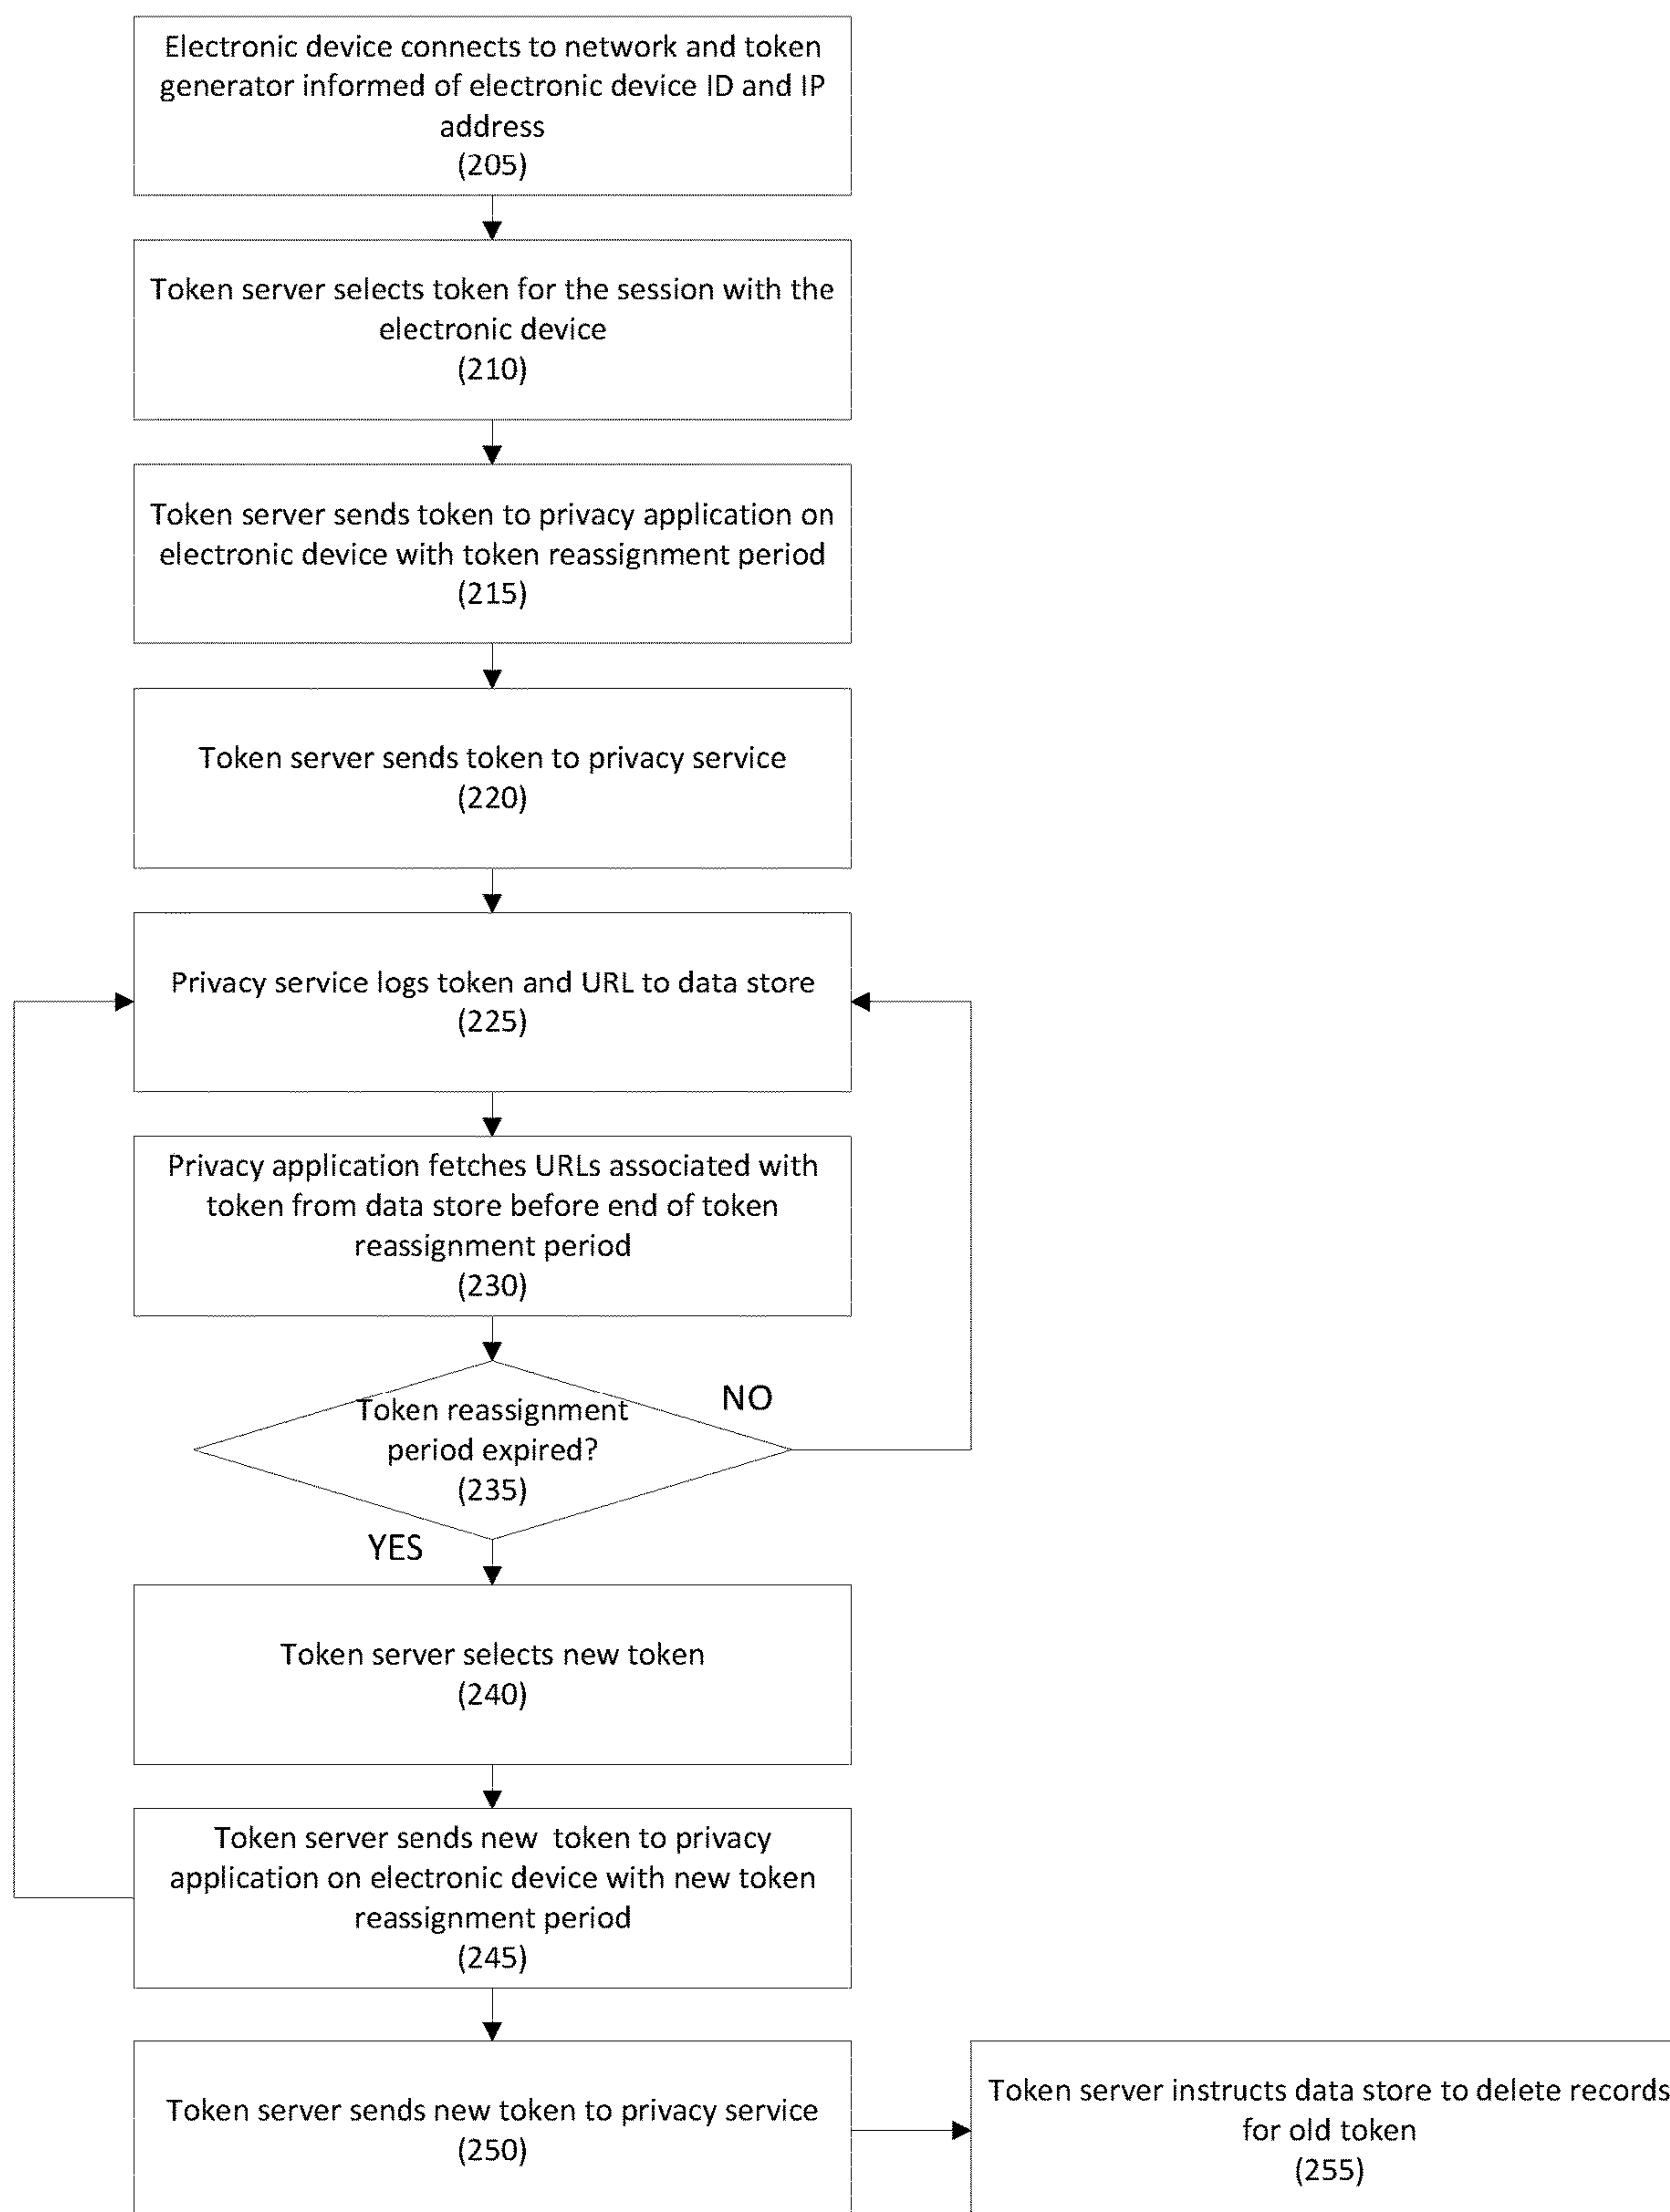 Electronic device connects to network and token
generator informed of electronic device ID and IP
address
(205)
Token server selects token for the session with the
electronic device
(210)
Token server sends token to privacy application on
electronic device with token reassignment period
(215)
Token server sends token to privacy service
(220)
Privacy service logs token and URL to data store
(225)
Privacy application fetches URLs associated with
token from data store before end of token
reassignment period
(230)
NO
Token reassignment
period expired?
(235)
YES
Token server selects new token
(240)
Token server sends new token to privacy
application on electronic device with new token
reassignment period
(245)
Token server sends new token to privacy service
(250)
Token server instructs data store to delete records
for old token
(255)